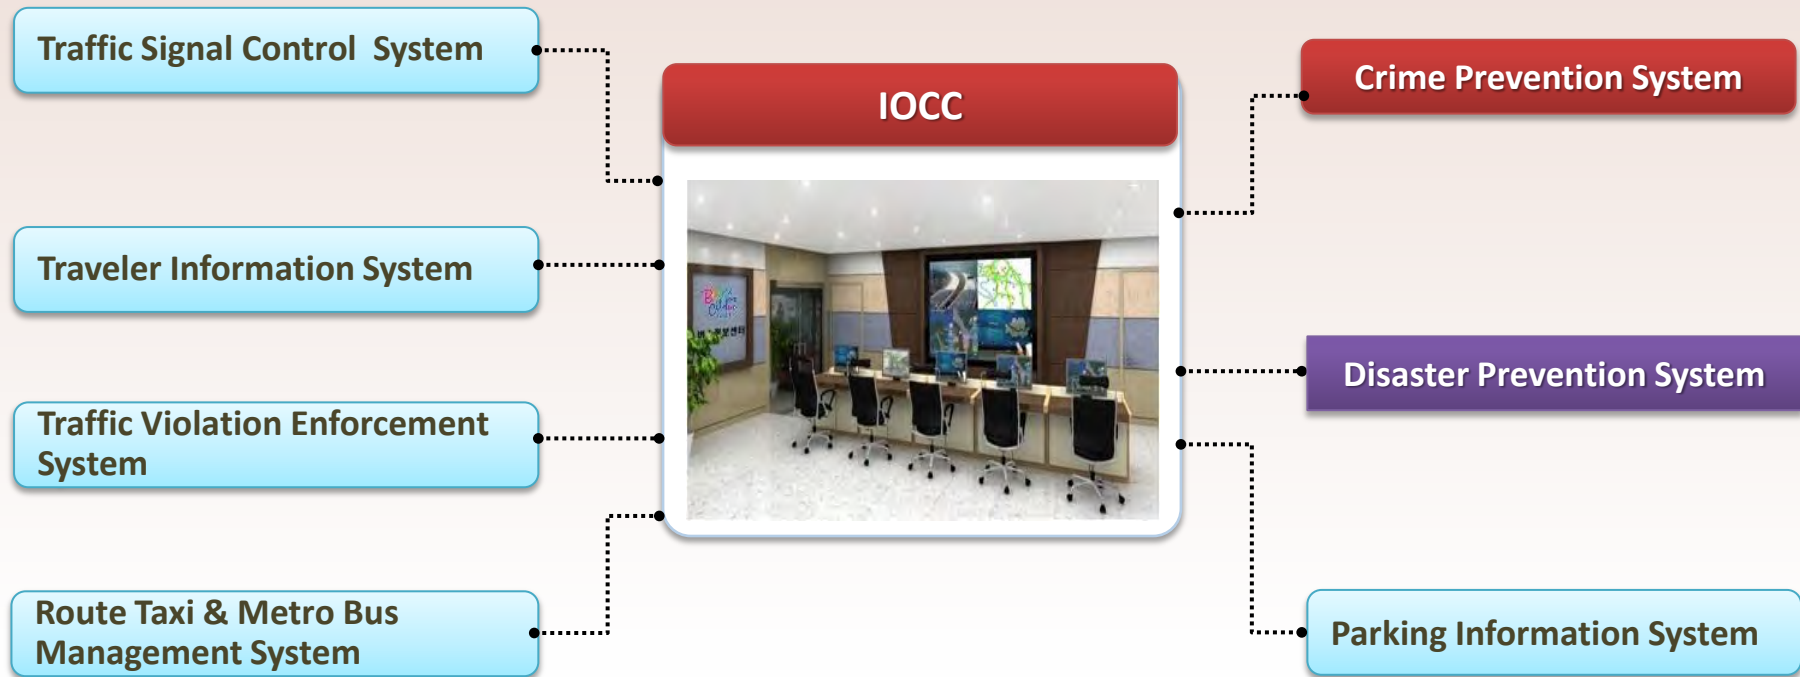 Traffic Signal Control System
Traveler Information System
Traffic Violation Enforcement
System
Route Taxi & Metro Bus
Management System
IOCC
Crime Prevention System
Disaster Prevention System
Parking Information System